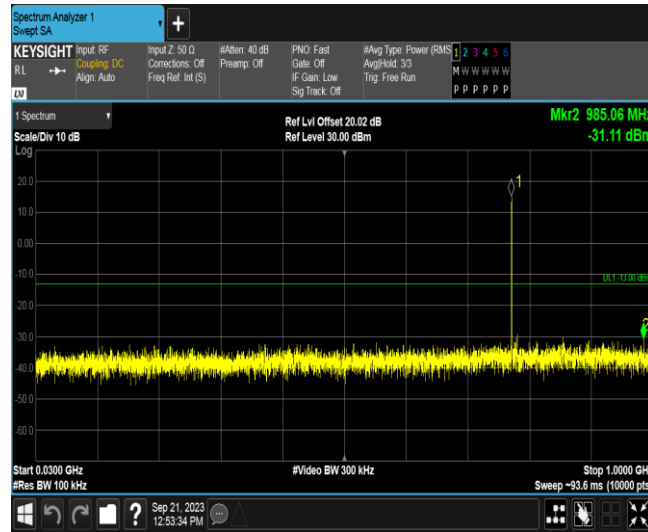 Spectrum Analyzer 1
Swept SA
KEYSIGHT
RL
LXI
Input: RF
Coupling: DC
Align: Auto
Input Z: 50 Ω
Corrections: Off
Freq Ref: Int (S)
#Atten: 40 dB
Preamp: Off
PNO: Fast
Gate: Off
IF Gain: Low
Sig Track: Off
#Avg Type: Power (RMS
Avg|Hold: 3/3
Trig: Free Run
1 2 3 4 5 6
M W W W W W
P P P P P P
1 Spectrum
Scale/Div 10 dB
Log
Ref Lvl Offset 20.02 dB
Ref Level 30.00 dBm
Mkr2 985.06 MHz
-31.11 dBm
1
20.0
10.0
0.00
-10.0
DL1 -13.00 dBm
-20.0
-30.0
-40.0
-50.0
-60.0
Start 0.0300 GHz
#Res BW 100 kHz
#Video BW 300 kHz
Stop 1.0000 GHz
Sweep ~93.6 ms (10000 pts
?
Sep 21, 2023
12:53:34 PM